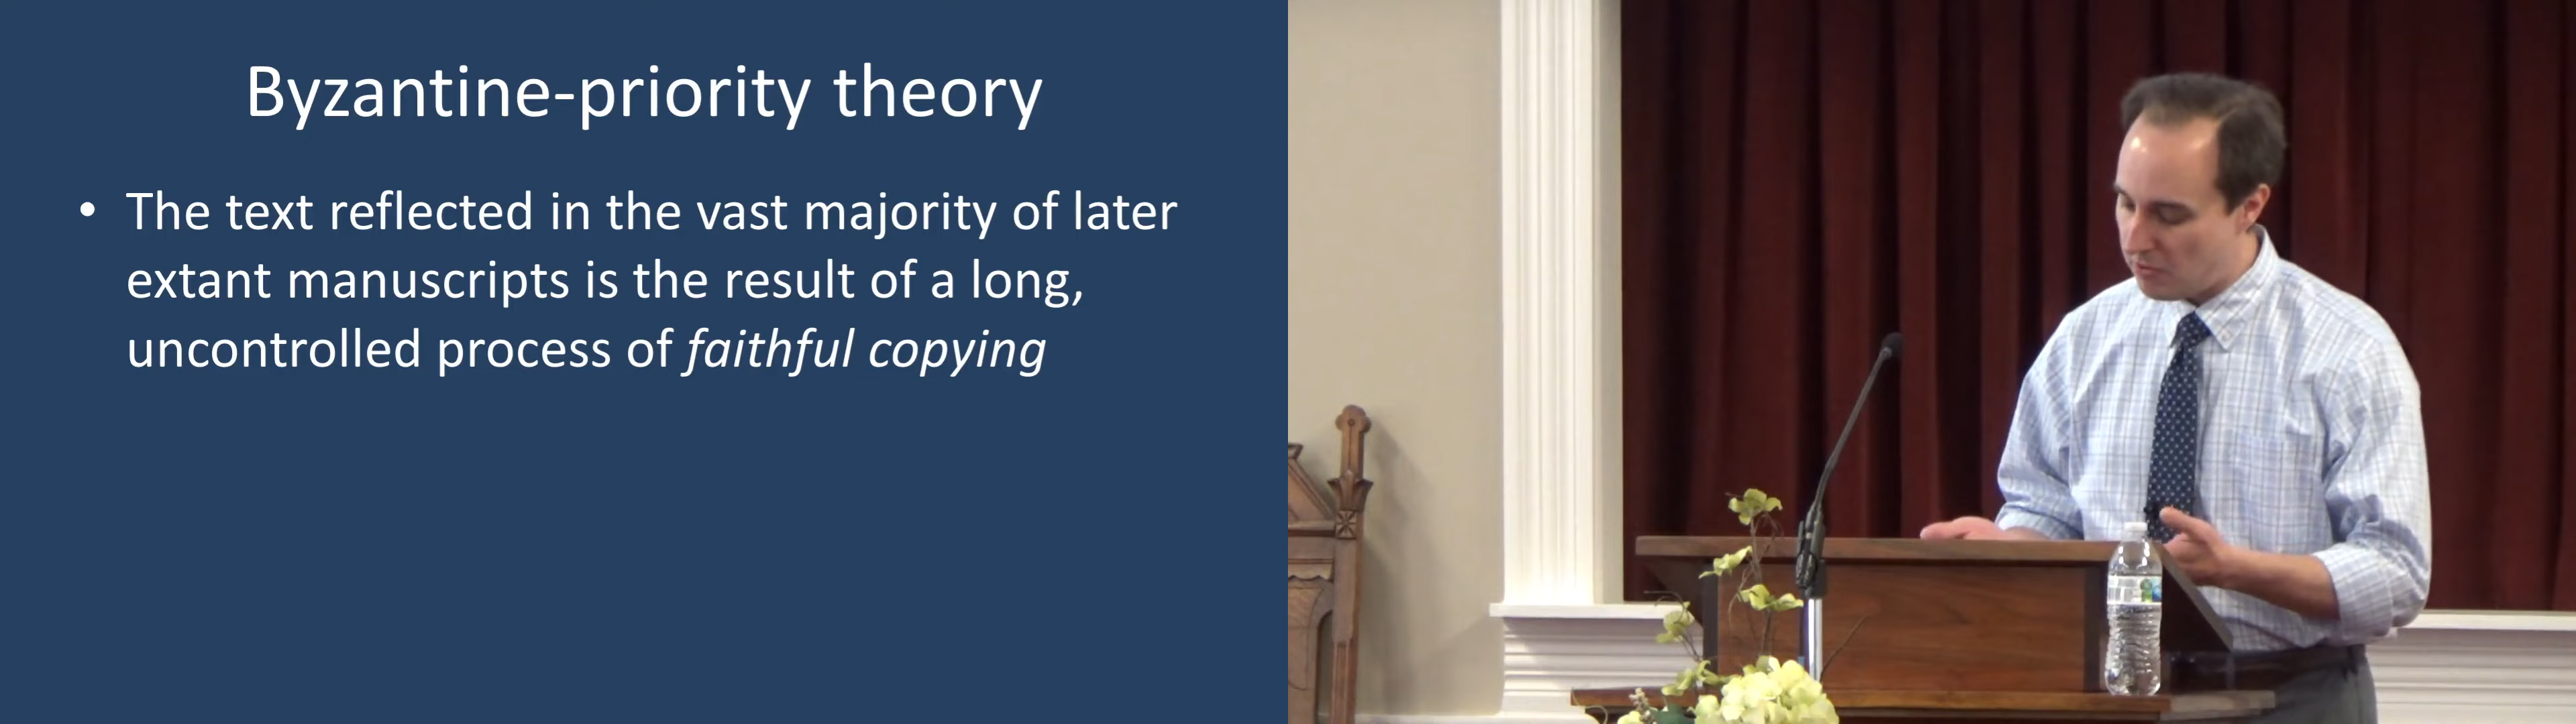 Byzantine-priority theory
• The text reflected in the vast majority of later
extant manuscripts is the result of a long,
uncontrolled process of faithful copying